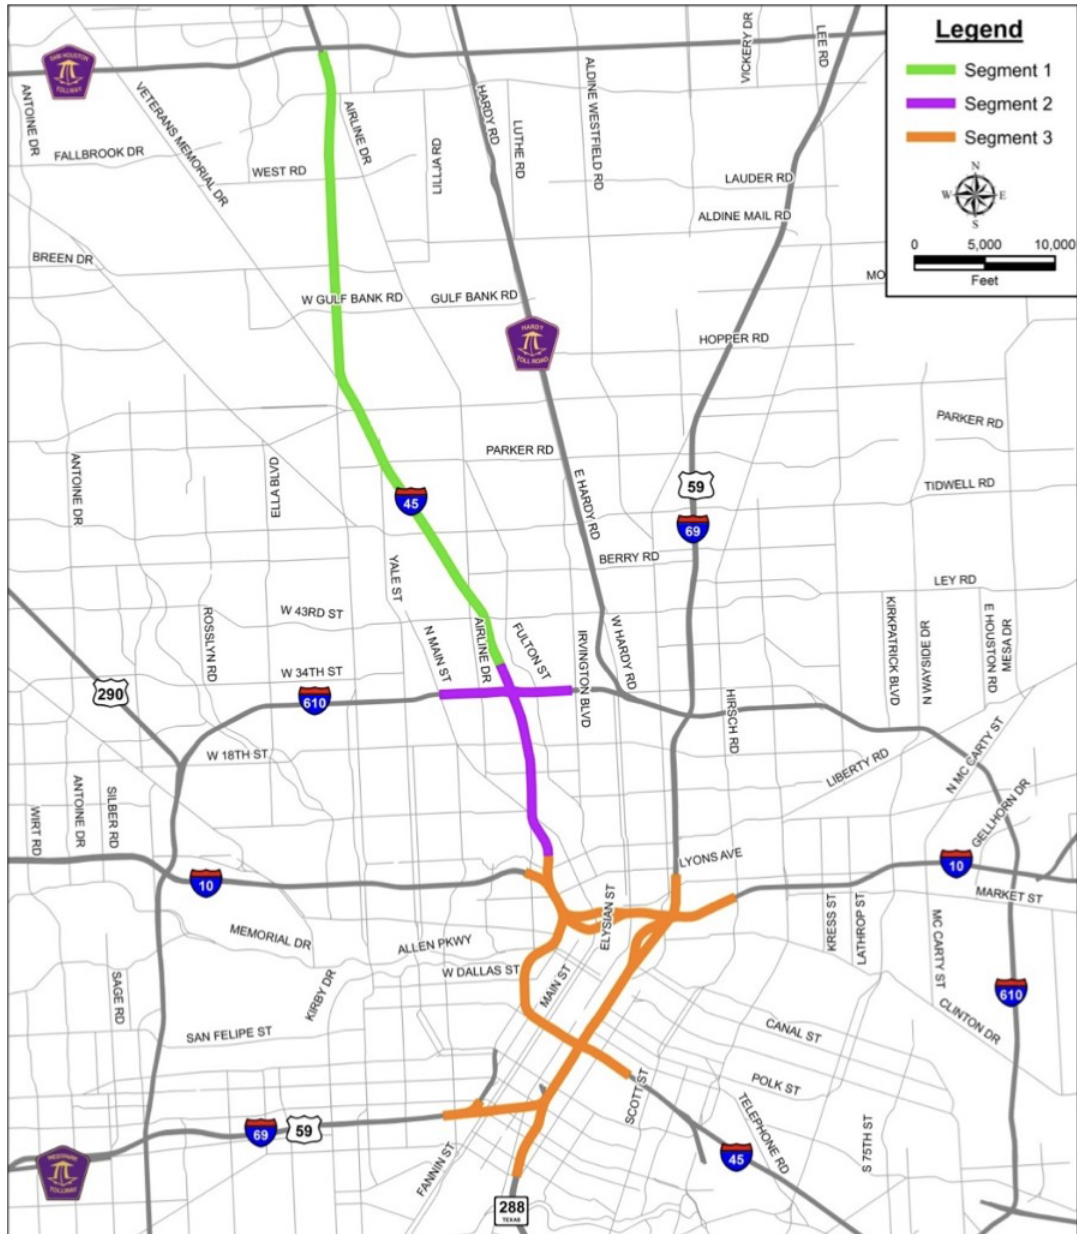 Legend
Segment 1
Segment 2
Segment 3
N
W
E
S
0
5,000
10,000
Feet
SAM HOUSTON
TOLLWAY
ANTOINE DR
VETERANS MEMORIAL DR
FALLBROOK DR
WEST RD
AIRLINE DR
LILLJA RD
HARDY RD
LUTHE RD
ALDINE WESTFIELD RD
VICKERY DR
LEE RD
LAUDER RD
ALDINE MAIL RD
BREEN DR
W GULF BANK RD
GULF BANK RD
MO
HARDY
TOLL ROAD
HOPPER RD
PARKER RD
PARKER RD
ANTOINE DR
ELLA BLVD
45
E HARDY RD
59
69
TIDWELL RD
BERRY RD
LEY RD
YALE ST
W 43RD ST
ROSSLYN RD
N MAIN ST
AIRLINE DR
FULTON ST
IRVINGTON BLVD
W HARDY RD
KIRKPATRICK BLVD
N WAYSIDE DR
E HOUSTON RD
MESA DR
W 34TH ST
290
610
HIRSCH RD
W 18TH ST
LIBERTY RD
N MC CARTY ST
GELLHORN DR
WIRT RD
ANTOINE DR
SILBER RD
10
LYONS AVE
10
MARKET ST
ELYSIAN ST
KRESS ST
LATHROP ST
MC CARTY ST
MEMORIAL DR
ALLEN PKWY
W DALLAS ST
MAIN ST
SAGE RD
KIRBY DR
610
CLINTON DR
SAN FELIPE ST
CANAL ST
POLK ST
SCOTT ST
TELEPHONE RD
S 75TH ST
69
59
FANNIN ST
45
WESTPARK
TOLLWAY
288
TEXAS